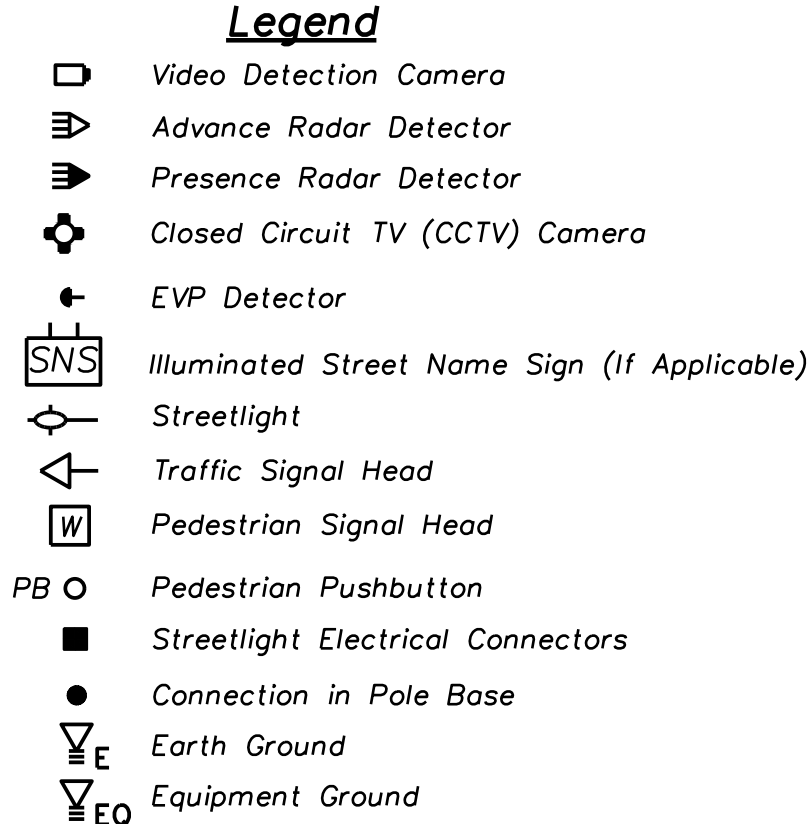 Legend
Video Detection Camera
Advance Radar Detector
Presence Radar Detector
Closed Circuit TV (CCTV) Camera
EVP Detector
SNS Illuminated Street Name Sign (If Applicable)
Streetlight
Traffic Signal Head
W Pedestrian Signal Head
PB Pedestrian Pushbutton
Streetlight Electrical Connectors
Connection in Pole Base
E Earth Ground
EQ Equipment Ground